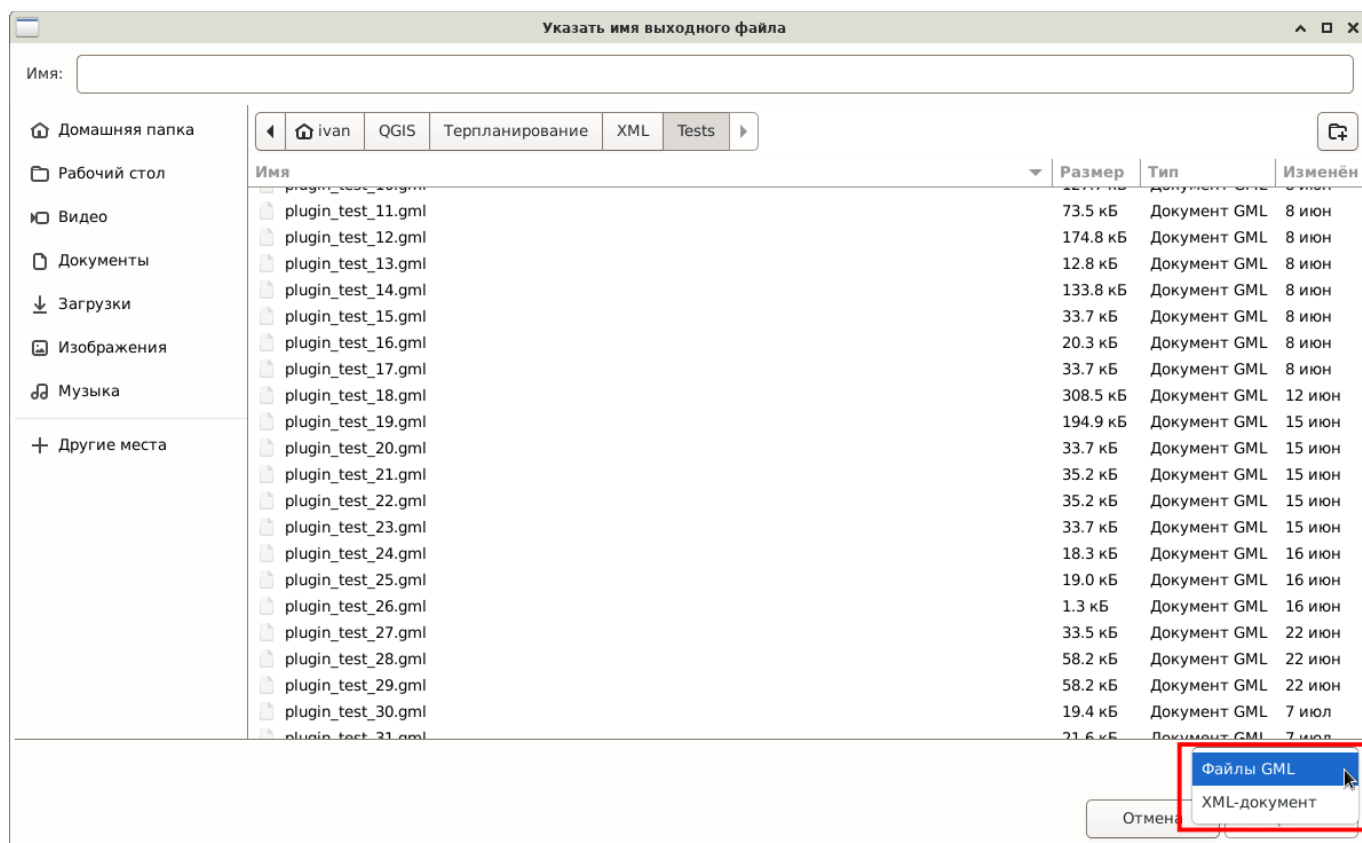 Указать имя выходного файла
Имя:
Домашняя папка
Рабочий стол
Видео
Документы
Загрузки
Изображения
Музыка
Другие места
ivan QGIS Терпланирование XML Tests
Имя Размер Тип Изменён
plugin_test_11.gml 73.5 кБ Документ GML 8 июн
plugin_test_12.gml 174.8 кБ Документ GML 8 июн
plugin_test_13.gml 12.8 кБ Документ GML 8 июн
plugin_test_14.gml 133.8 кБ Документ GML 8 июн
plugin_test_15.gml 33.7 кБ Документ GML 8 июн
plugin_test_16.gml 20.3 кБ Документ GML 8 июн
plugin_test_17.gml 33.7 кБ Документ GML 8 июн
plugin_test_18.gml 308.5 кБ Документ GML 12 июн
plugin_test_19.gml 194.9 кБ Документ GML 15 июн
plugin_test_20.gml 33.7 кБ Документ GML 15 июн
plugin_test_21.gml 35.2 кБ Документ GML 15 июн
plugin_test_22.gml 35.2 кБ Документ GML 15 июн
plugin_test_23.gml 33.7 кБ Документ GML 15 июн
plugin_test_24.gml 18.3 кБ Документ GML 16 июн
plugin_test_25.gml 19.0 кБ Документ GML 16 июн
plugin_test_26.gml 1.3 кБ Документ GML 16 июн
plugin_test_27.gml 33.5 кБ Документ GML 22 июн
plugin_test_28.gml 58.2 кБ Документ GML 22 июн
plugin_test_29.gml 58.2 кБ Документ GML 22 июн
plugin_test_30.gml 19.4 кБ Документ GML 7 июл
plugin_test_31.gml 21.6 кБ Документ GML 7 июл
Файлы GML
XML-документ
Отмена